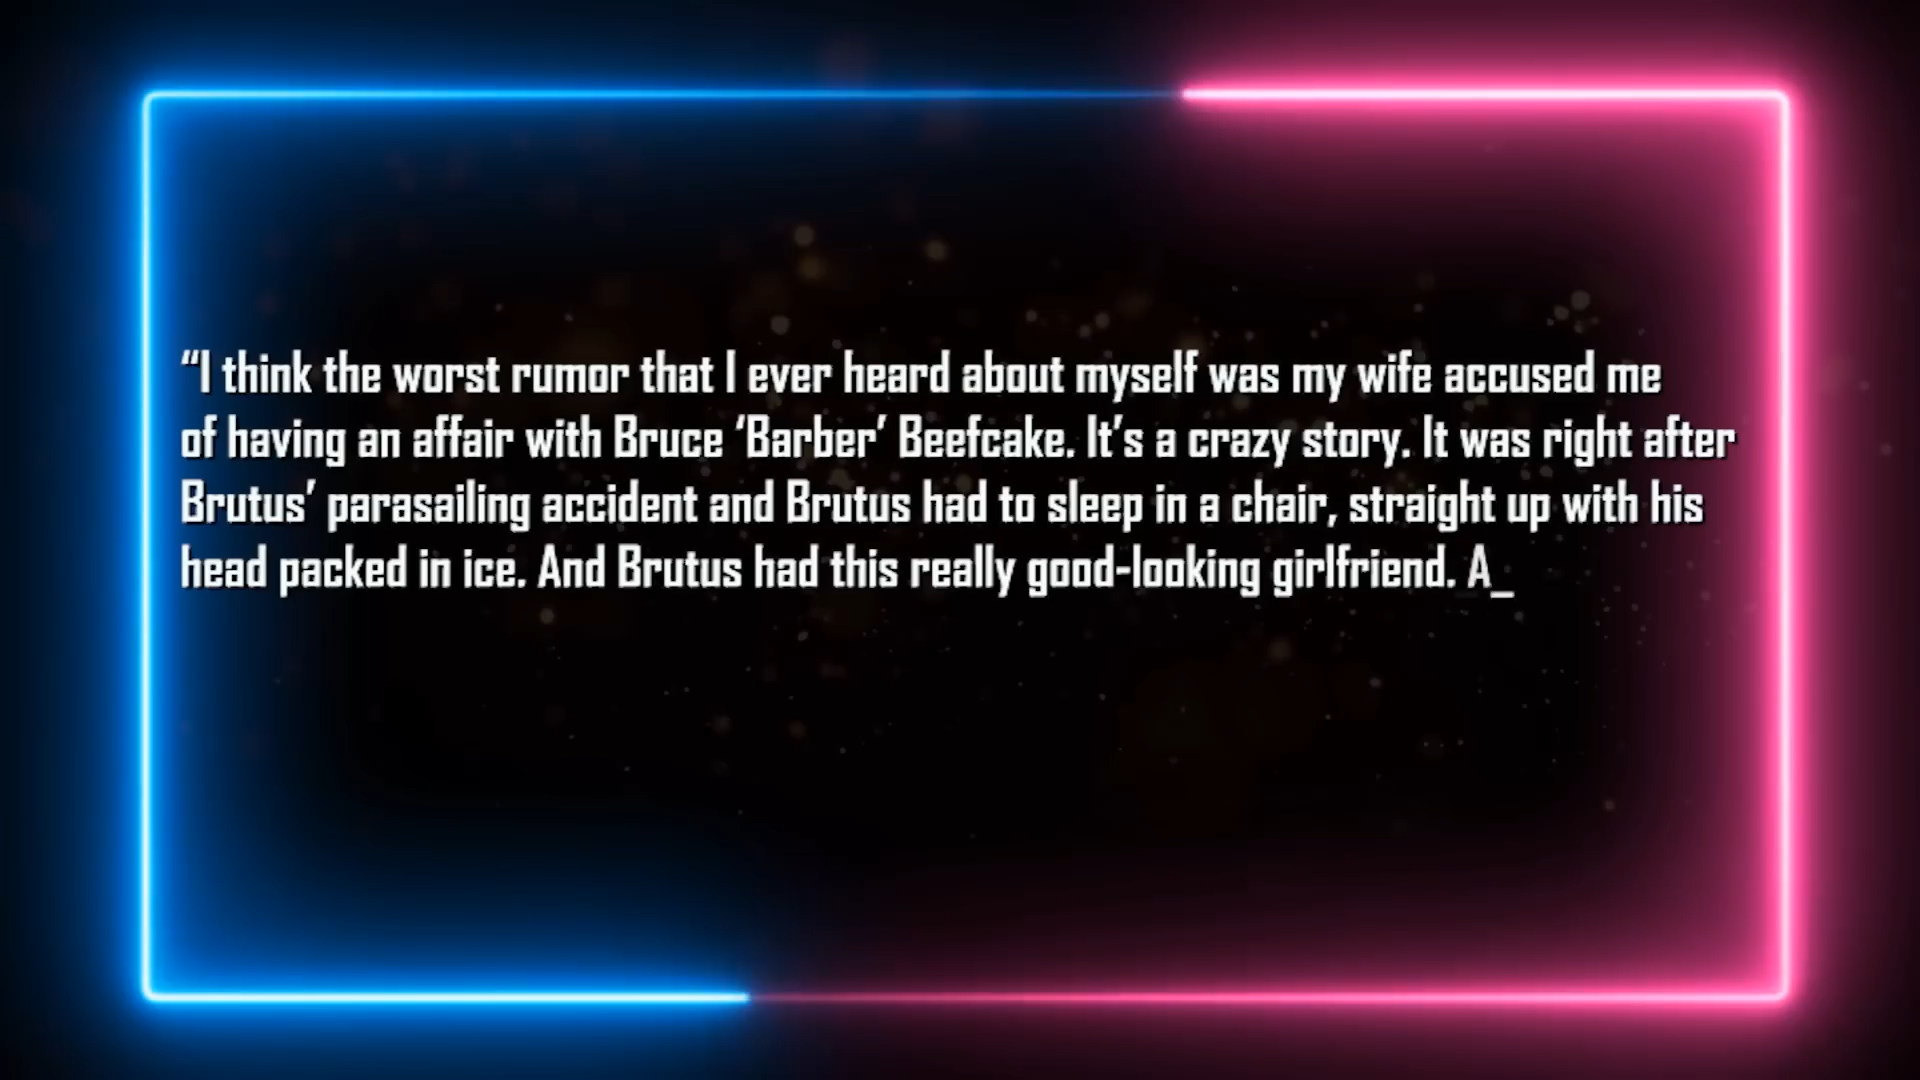 “I think the worst rumor that I ever heard about myself was my wife accused me
of having an affair with Bruce ‘Barber’ Beefcake. It’s a crazy story. It was right after
Brutus’ parasailing accident and Brutus had to sleep in a chair, straight up with his
head packed in ice. And Brutus had this really good-looking girlfriend. A_